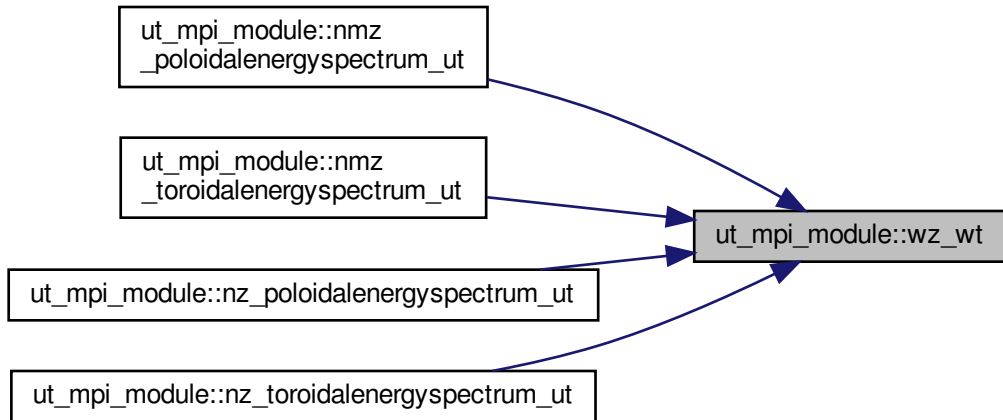 ut_mpi_module::nmz
_poloidalenergyspectrum_ut
ut_mpi_module::nmz
_toroidalenergyspectrum_ut
ut_mpi_module::wz_wt
ut_mpi_module::nz_poloidalenergyspectrum_ut
ut_mpi_module::nz_toroidalenergyspectrum_ut